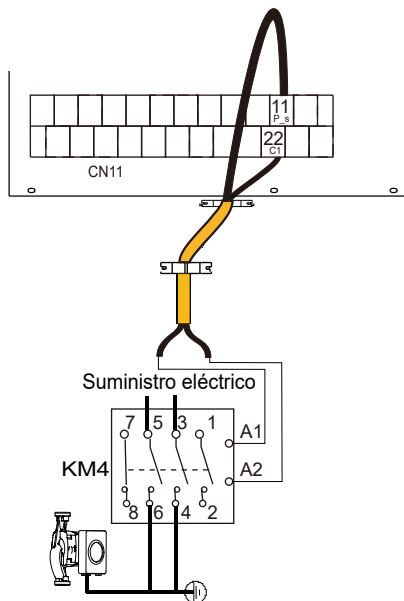 11
P_s
22
C1
CN11
Suministro eléctrico
7 5 3 1
A1
KM4
A2
8 6 4 2